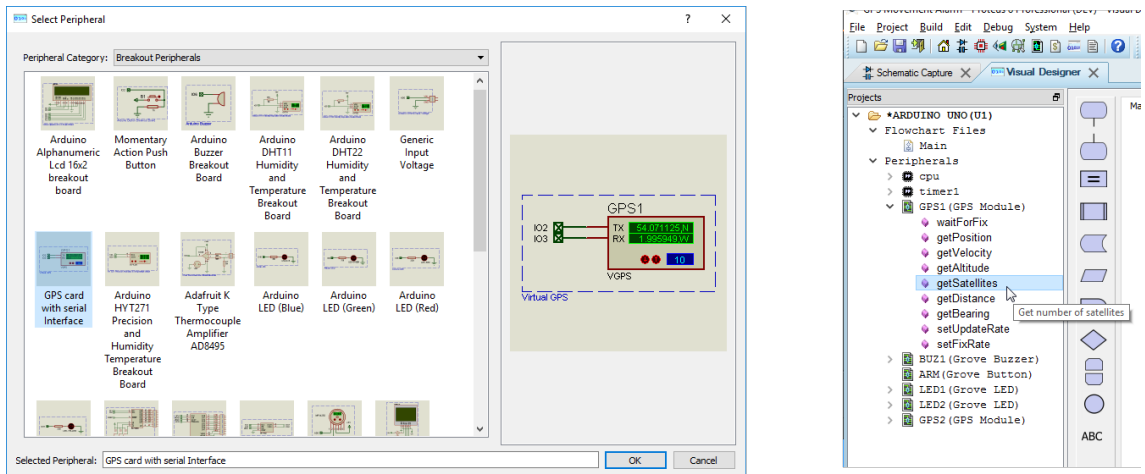 Select Peripheral
Peripheral Category: Breakout Peripherals
Arduino
Alphanumeric
Lcd 16x2
breakout
board
Momentary
Action Push
Button
Arduino
Buzzer
Breakout
Board
Arduino
DHT11
Humidity
and
Temperature
Breakout
Board
Arduino
DHT22
Humidity
and
Temperature
Breakout
Board
Generic
Input
Voltage
GPS card
with serial
Interface
Arduino
HYT271
Precision
and
Humidity
Temperature
Breakout
Board
Adafruit K
Type
Thermocouple
Amplifier
AD8495
Arduino
LED (Blue)
Arduino
LED (Green)
Arduino
LED (Red)
GPS1
IO2
IO3
TX
RX
54.071125,N
1.995949,W
10
VGPS
Virtual GPS
Selected Peripheral: GPS card with serial Interface
OK
Cancel
File Project Build Edit Debug System Help
Schematic Capture
Visual Designer
Projects
*ARDUINO UNO(U1)
Flowchart Files
Main
Peripherals
cpu
timer1
GPS1(GPS Module)
waitForFix
getPosition
getVelocity
getAltitude
getSatellites
getDistance
Get number of satellites
getBearing
setUpdateRate
setFixRate
BUZ1(Grove Buzzer)
ARM(Grove Button)
LED1(Grove LED)
LED2(Grove LED)
GPS2(GPS Module)
ABC